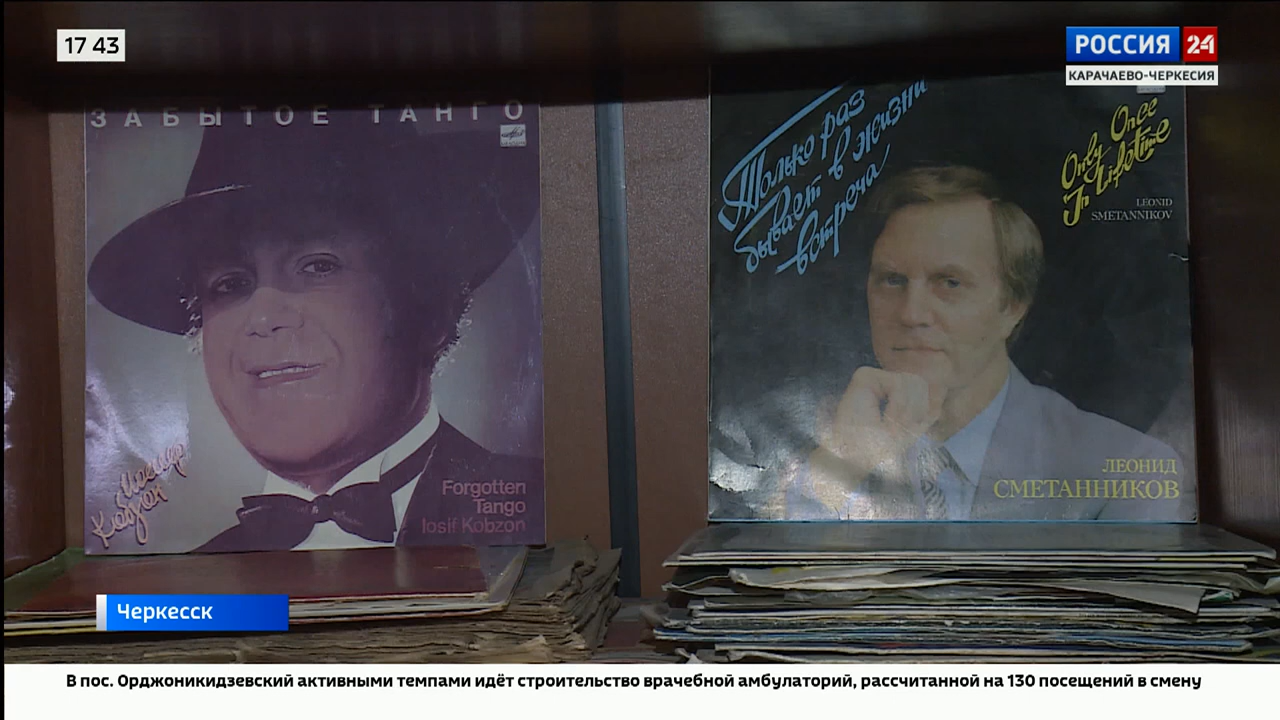 17 43
РОССИЯ 24
КАРАЧАЕВО-ЧЕРКЕСИЯ
ЗАБЫТОЕ ТАНГО
Иосиф
Кобзон
Forgotten
Tango
Iosif Kobzon
Только раз
бывает в жизни
встреча
Only Once
In Lifetime
LEONID
SMETANNIKOV
ЛЕОНИД
СМЕТАННИКОВ
Черкесск
В пос. Орджоникидзевский активными темпами идёт строительство врачебной амбулаторий, рассчитанной на 130 посещений в смену